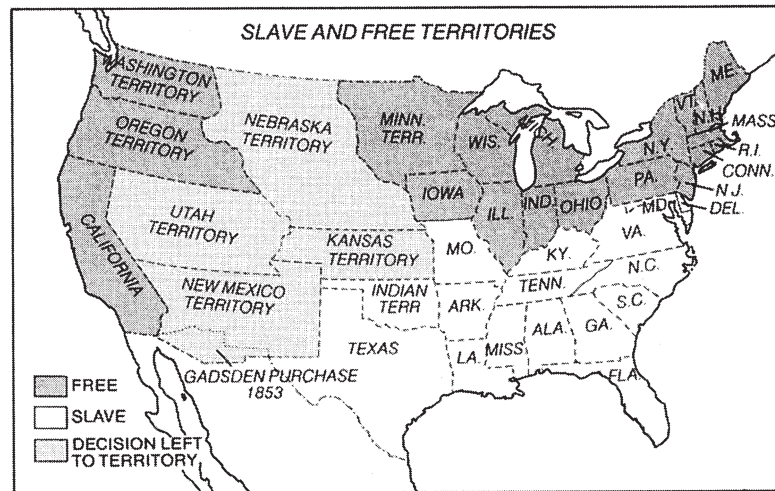 SLAVE AND FREE TERRITORIES
WASHINGTON
TERRITORY
OREGON
TERRITORY
NEBRASKA
TERRITORY
MINN.
TERR.
WIS.
MICH.
ME.
VT.
N.H.
MASS.
N.Y.
R.I.
CONN.
IOWA
PA.
N.J.
ILL.
IND.
OHIO
MD.
DEL.
CALIFORNIA
UTAH
TERRITORY
KANSAS
TERRITORY
MO.
KY.
VA.
N.C.
NEW MEXICO
TERRITORY
INDIAN
TERR
ARK.
TENN.
S.C.
TEXAS
LA.
MISS
ALA.
GA.
FLA.
GADSDEN PURCHASE
1853
FREE
SLAVE
DECISION LEFT
TO TERRITORY